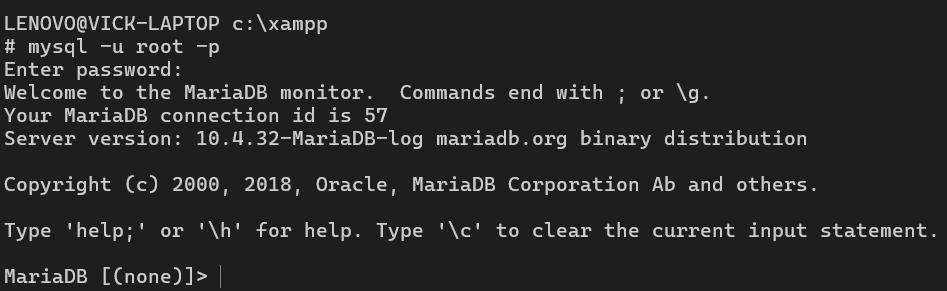 LENOVO@VICK-LAPTOP c:\xampp
# mysql -u root -p
Enter password:
Welcome to the MariaDB monitor.  Commands end with ; or \g.
Your MariaDB connection id is 57
Server version: 10.4.32-MariaDB-log mariadb.org binary distribution

Copyright (c) 2000, 2018, Oracle, MariaDB Corporation Ab and others.

Type 'help;' or '\h' for help. Type '\c' to clear the current input statement.

MariaDB [(none)]>